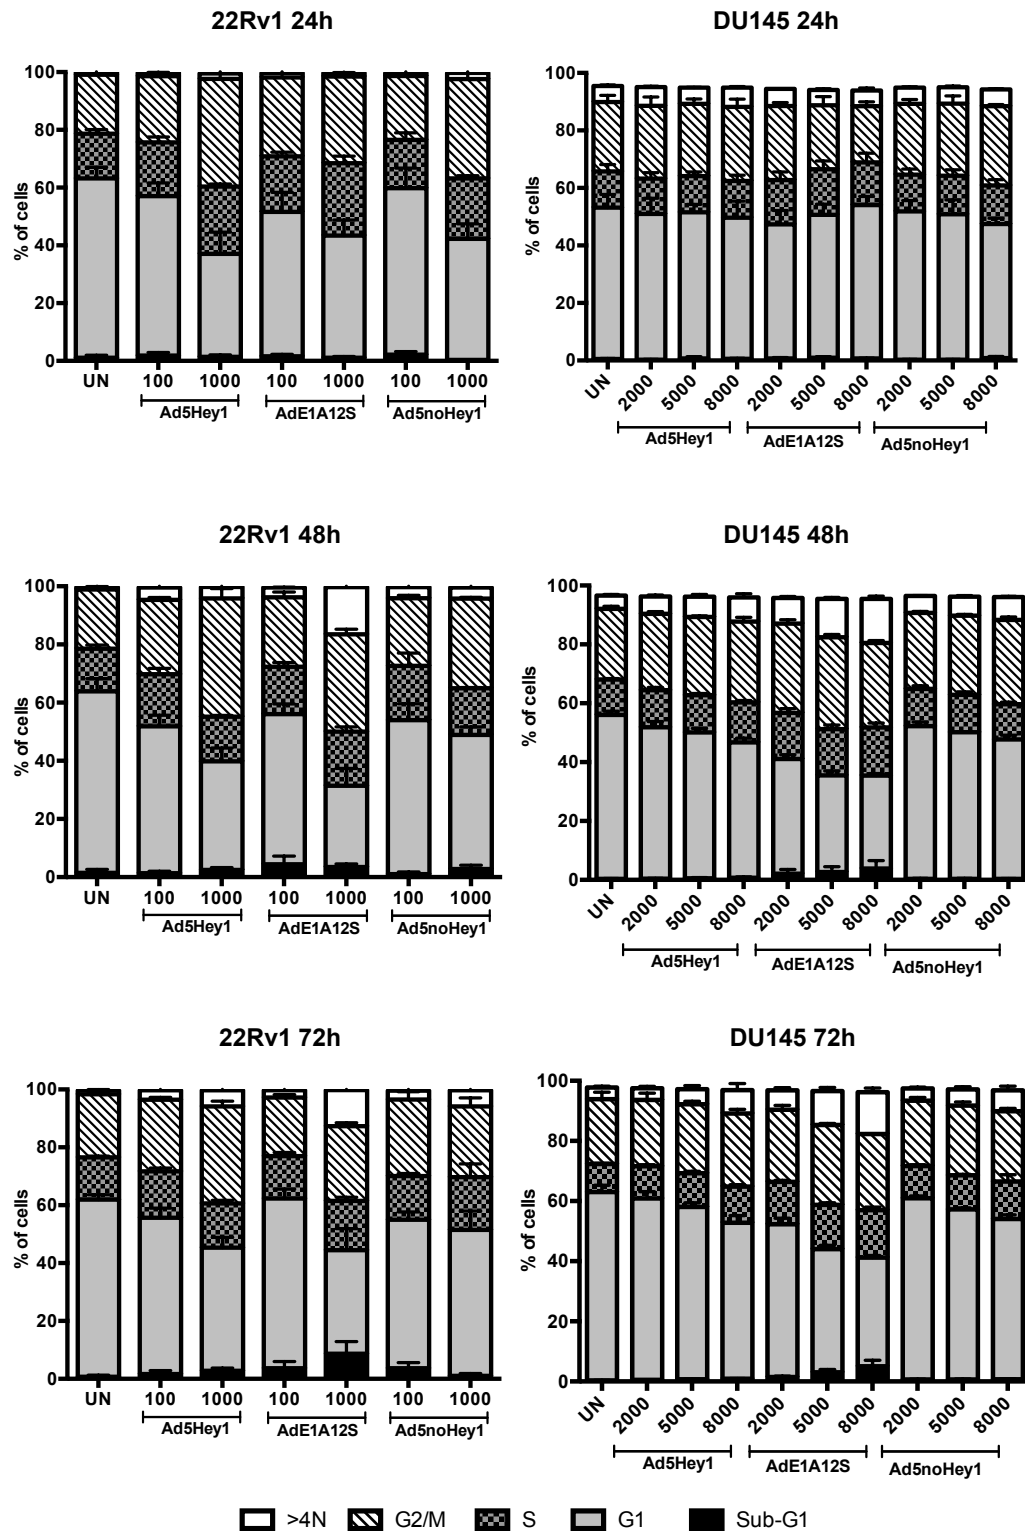 22Rv1 24h
DU145 24h
% of cells
100
80
60
40
20
0
UN 100 1000 100 1000 100 1000
Ad5Hey1 AdE1A12S Ad5noHey1
% of cells
100
80
60
40
20
0
UN 2000 5000 8000 2000 5000 8000 2000 5000 8000
Ad5Hey1 AdE1A12S Ad5noHey1
22Rv1 48h
DU145 48h
% of cells
100
80
60
40
20
0
UN 100 1000 100 1000 100 1000
Ad5Hey1 AdE1A12S Ad5noHey1
% of cells
100
80
60
40
20
0
UN 2000 5000 8000 2000 5000 8000 2000 5000 8000
Ad5Hey1 AdE1A12S Ad5noHey1
22Rv1 72h
DU145 72h
% of cells
100
80
60
40
20
0
UN 100 1000 100 1000 100 1000
Ad5Hey1 AdE1A12S Ad5noHey1
% of cells
100
80
60
40
20
0
UN 2000 5000 8000 2000 5000 8000 2000 5000 8000
Ad5Hey1 AdE1A12S Ad5noHey1
>4N G2/M S G1 Sub-G1